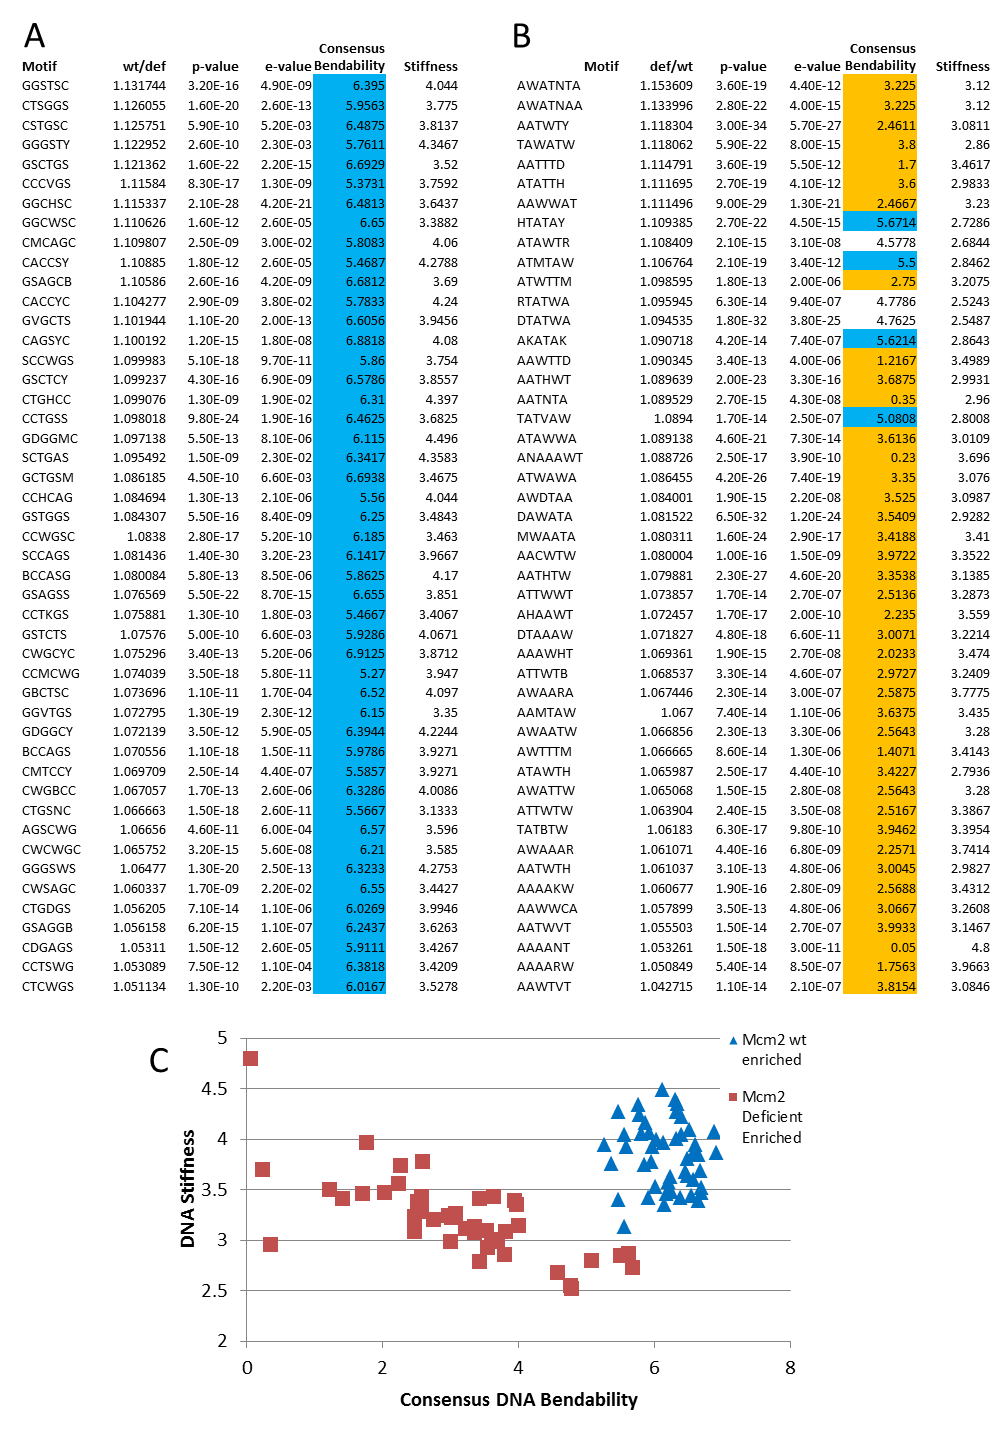 A
Motif wt/def p-value e-value Consensus Bendability Stiffness
GGSTSC 1.131744 3.20E-16 4.90E-09 6.395 4.044
CTSGGS 1.126055 1.60E-20 2.60E-13 5.9563 3.775
CSTGSC 1.125751 5.90E-10 5.20E-03 6.4875 3.8137
GGGSTY 1.122952 2.60E-10 2.30E-03 5.7611 4.3467
GSCTGS 1.121362 1.60E-22 2.20E-15 6.6929 3.52
CCCVGS 1.11584 8.30E-17 1.30E-09 5.3731 3.7592
GGCHSC 1.115337 2.10E-28 4.20E-21 6.4813 3.6437
GGCWSC 1.110626 1.60E-12 2.60E-05 6.65 3.3882
CMCAGC 1.109807 2.50E-09 3.00E-02 5.8083 4.06
CACCSY 1.10885 1.80E-12 2.60E-05 5.4687 4.2788
GSAGCB 1.10586 2.60E-16 4.20E-09 6.6812 3.69
CACCYC 1.104277 2.90E-09 3.80E-02 5.7833 4.24
GVGCTS 1.101944 1.10E-20 2.00E-13 6.6056 3.9456
CAGSYC 1.100192 1.20E-15 1.80E-08 6.8818 4.08
SCCWGS 1.099983 5.10E-18 9.70E-11 5.86 3.754
GSCTCY 1.099237 4.30E-16 6.90E-09 6.5786 3.8557
CTGHCC 1.099076 1.30E-09 1.90E-02 6.31 4.397
CCTGSS 1.098018 9.80E-24 1.90E-16 6.4625 3.6825
GDGGMC 1.097138 5.50E-13 8.10E-06 6.115 4.496
SCTGAS 1.095492 1.50E-09 2.30E-02 6.3417 4.3583
GCTGSM 1.086185 4.50E-10 6.60E-03 6.6938 3.4675
CCHCAG 1.084694 1.30E-13 2.10E-06 5.56 4.044
GSTGGS 1.084307 5.50E-16 8.40E-09 6.25 3.4843
CCWGSC 1.0838 2.80E-17 5.20E-10 6.185 3.463
SCCAGS 1.081436 1.40E-30 3.20E-23 6.1417 3.9667
BCCASG 1.080084 5.80E-13 8.50E-06 5.8625 4.17
GSAGSS 1.076569 5.50E-22 8.70E-15 6.655 3.851
CCTKGS 1.075881 1.30E-10 1.80E-03 5.4667 3.4067
GSTCTS 1.07576 5.00E-10 6.60E-03 5.9286 4.0671
CWGCYC 1.075296 3.40E-13 5.20E-06 6.9125 3.8712
CCMCWG 1.074039 3.50E-18 5.80E-11 5.27 3.947
GBCTSC 1.073696 1.10E-11 1.70E-04 6.52 4.097
GGVTGS 1.072795 1.30E-19 2.30E-12 6.15 3.35
GDGGCY 1.072139 3.50E-12 5.90E-05 6.3944 4.2244
BCCAGS 1.070556 1.10E-18 1.50E-11 5.9786 3.9271
CMTCCY 1.069709 2.50E-14 4.40E-07 5.5857 3.9271
CWGBCC 1.067057 1.70E-13 2.60E-06 6.3286 4.0086
CTGSNC 1.066663 1.50E-18 2.60E-11 5.5667 3.1333
AGSCWG 1.06656 4.60E-11 6.00E-04 6.57 3.596
CWCWGC 1.065752 3.20E-15 5.60E-08 6.21 3.585
GGGSWS 1.06477 1.30E-20 2.50E-13 6.3233 4.2753
CWSAGC 1.060337 1.70E-09 2.20E-02 6.55 3.4427
CTGDGS 1.056205 7.10E-14 1.10E-06 6.0269 3.9946
GSAGGB 1.056158 6.20E-15 1.10E-07 6.2437 3.6263
CDGAGS 1.05311 1.50E-12 2.60E-05 5.9111 3.4267
CCTSWG 1.053089 7.50E-12 1.10E-04 6.3818 3.4209
CTCWGS 1.051134 1.30E-10 2.20E-03 6.0167 3.5278
B
Motif def/wt p-value e-value Consensus Bendability Stiffness
AWATNTA 1.153609 3.60E-19 4.40E-12 3.225 3.12
AWATNAA 1.133996 2.80E-22 4.00E-15 3.225 3.12
AATWTY 1.118304 3.00E-34 5.70E-27 2.4611 3.0811
TAWATW 1.118062 5.90E-22 8.00E-15 3.8 2.86
AATTTD 1.114791 3.60E-19 5.50E-12 1.7 3.4617
ATATTH 1.111695 2.70E-19 4.10E-12 3.6 2.9833
AAWWAT 1.111496 9.00E-29 1.30E-21 2.4667 3.23
HTATAY 1.109385 2.70E-22 4.50E-15 5.6714 2.7286
ATAWTR 1.108409 2.10E-15 3.10E-08 4.5778 2.6844
ATMTAW 1.106764 2.10E-19 3.40E-12 5.5 2.8462
ATWTTM 1.098595 1.80E-13 2.00E-06 2.75 3.2075
RTATWA 1.095945 6.30E-14 9.40E-07 4.7786 2.5243
DTATWA 1.094535 1.80E-32 3.80E-25 4.7625 2.5487
AKATAK 1.090718 4.20E-14 7.40E-07 5.6214 2.8643
AAWTTD 1.090345 3.40E-13 4.00E-06 1.2167 3.4989
AATHWT 1.089639 2.00E-23 3.30E-16 3.6875 2.9931
AATNTA 1.089529 2.70E-15 4.30E-08 0.35 2.96
TATVAW 1.0894 1.70E-14 2.50E-07 5.0808 2.8008
ATAWWA 1.089138 4.60E-21 7.30E-14 3.6136 3.0109
ANAAAWT 1.088726 2.50E-17 3.90E-10 0.23 3.696
ATWAWA 1.086455 4.20E-26 7.40E-19 3.35 3.076
AWDTAA 1.084001 1.90E-15 2.20E-08 3.525 3.0987
DAWATA 1.081522 6.50E-32 1.20E-24 3.5409 2.9282
MWAATA 1.080311 1.60E-24 2.90E-17 3.4188 3.41
AACWTW 1.080004 1.00E-16 1.50E-09 3.9722 3.3522
AATHTW 1.079881 2.30E-27 4.60E-20 3.3538 3.1385
ATTWWT 1.073857 1.70E-14 2.70E-07 2.5136 3.2873
AHAAWT 1.072457 1.70E-17 2.00E-10 2.235 3.559
DTAAAW 1.071827 4.80E-18 6.60E-11 3.0071 3.2214
AAAWHT 1.069361 1.90E-15 2.70E-08 2.0233 3.474
ATTWTB 1.068537 3.30E-14 4.60E-07 2.9727 3.2409
AWAARA 1.067446 2.30E-14 3.00E-07 2.5875 3.7775
AAMTAW 1.067 7.40E-14 1.10E-06 3.6375 3.435
AWAATW 1.066856 2.30E-13 3.30E-06 2.5643 3.28
AWTTTM 1.066665 8.60E-14 1.30E-06 1.4071 3.4143
ATAWTH 1.065987 2.50E-17 4.40E-10 3.4227 2.7936
AWATTW 1.065068 1.50E-15 2.80E-08 2.5643 3.28
ATTWTW 1.063904 2.40E-15 3.50E-08 2.5167 3.3867
TATBTW 1.06183 6.30E-17 9.80E-10 3.9462 3.3954
AWAAAR 1.061071 4.40E-16 6.80E-09 2.2571 3.7414
AATWTH 1.061037 3.10E-13 4.80E-06 3.0045 2.9827
AAAAKW 1.060677 1.90E-16 2.80E-09 2.5688 3.4312
AAWWCA 1.057899 3.50E-13 4.80E-06 3.0667 3.2608
AATWVT 1.055503 1.50E-14 2.70E-07 3.9933 3.1467
AAAANT 1.053261 1.50E-18 3.00E-11 0.05 4.8
AAAARW 1.050849 5.40E-14 8.50E-07 1.7563 3.9663
AAWTVT 1.042715 1.10E-14 2.10E-07 3.8154 3.0846
C
5
4.5
4
3.5
3
2.5
2
0 2 4 6 8
DNA Stiffness
Consensus DNA Bendability
Mcm2 wt
enriched
Mcm2
Deficient
Enriched